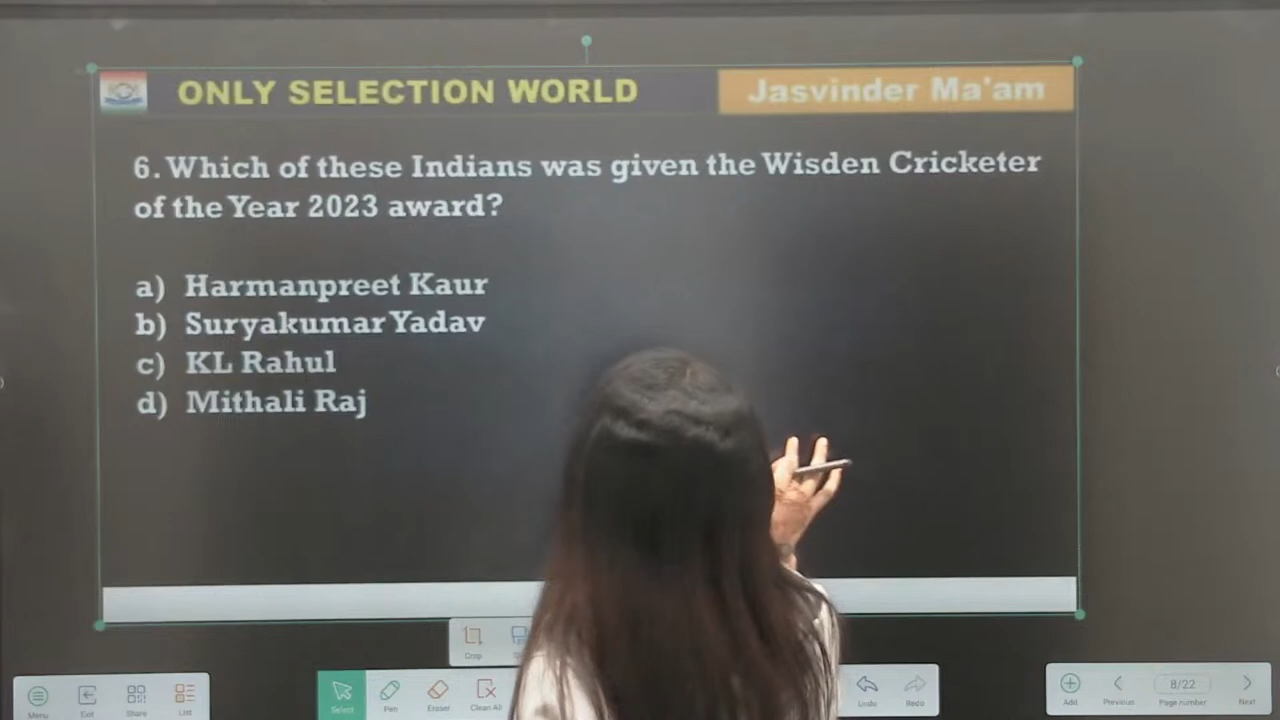 ONLY SELECTION WORLD
Jasvinder Ma'am
6. Which of these Indians was given the Wisden Cricketer
of the Year 2023 award?
a) Harmanpreet Kaur
b) Suryakumar Yadav
c) KL Rahul
d) Mithali Raj
Crop
Menu
Exit
Share
List
Select
Pen
Eraser
Clean All
Undo
Redo
Add
Previous
8/22
Page number
Next